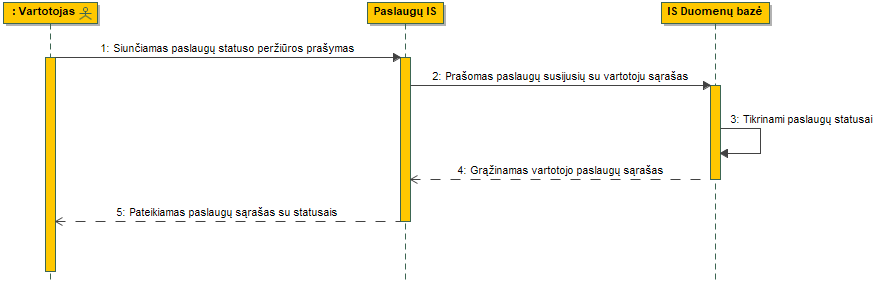 : Vartotojas
Paslaugų IS
IS Duomenų bazė
1: Siunčiamas paslaugų statuso peržiūros prašymas
2: Prašomas paslaugų susijusių su vartotoju sąrašas
3: Tikrinami paslaugų statusai
4: Grąžinamas vartotojo paslaugų sąrašas
5: Pateikiamas paslaugų sąrašas su statusais